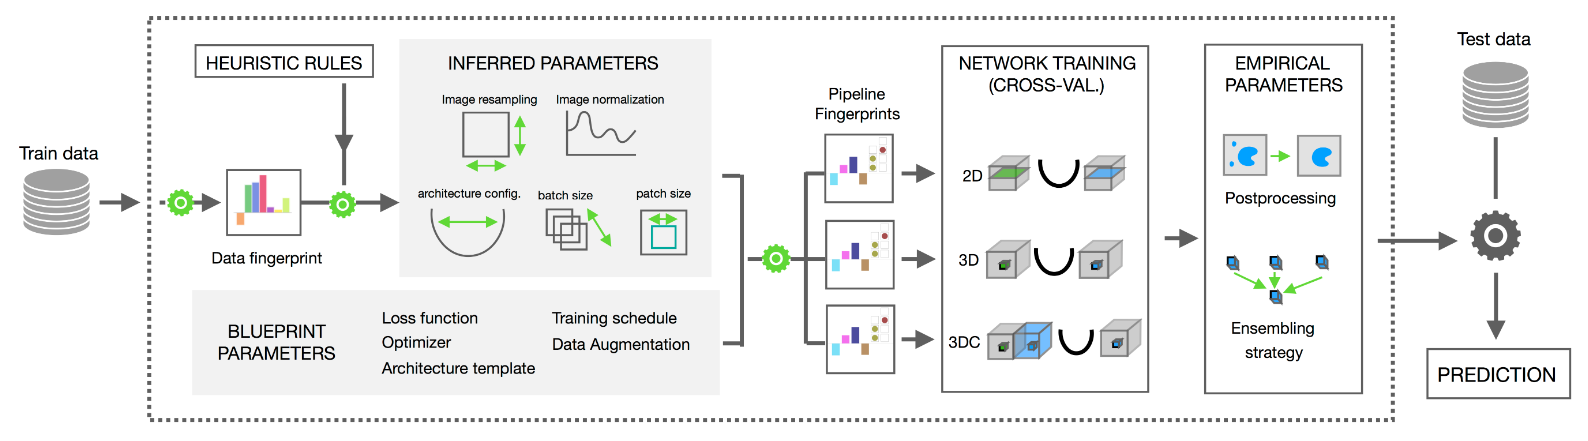 Train data
HEURISTIC RULES
Data fingerprint
INFERRED PARAMETERS
Image resampling
Image normalization
architecture config.
batch size
patch size
BLUEPRINT
PARAMETERS
Loss function
Optimizer
Architecture template
Training schedule
Data Augmentation
Pipeline
Fingerprints
NETWORK TRAINING
(CROSS-VAL.)
2D
3D
3DC
EMPIRICAL
PARAMETERS
Postprocessing
Ensembling
strategy
Test data
PREDICTION